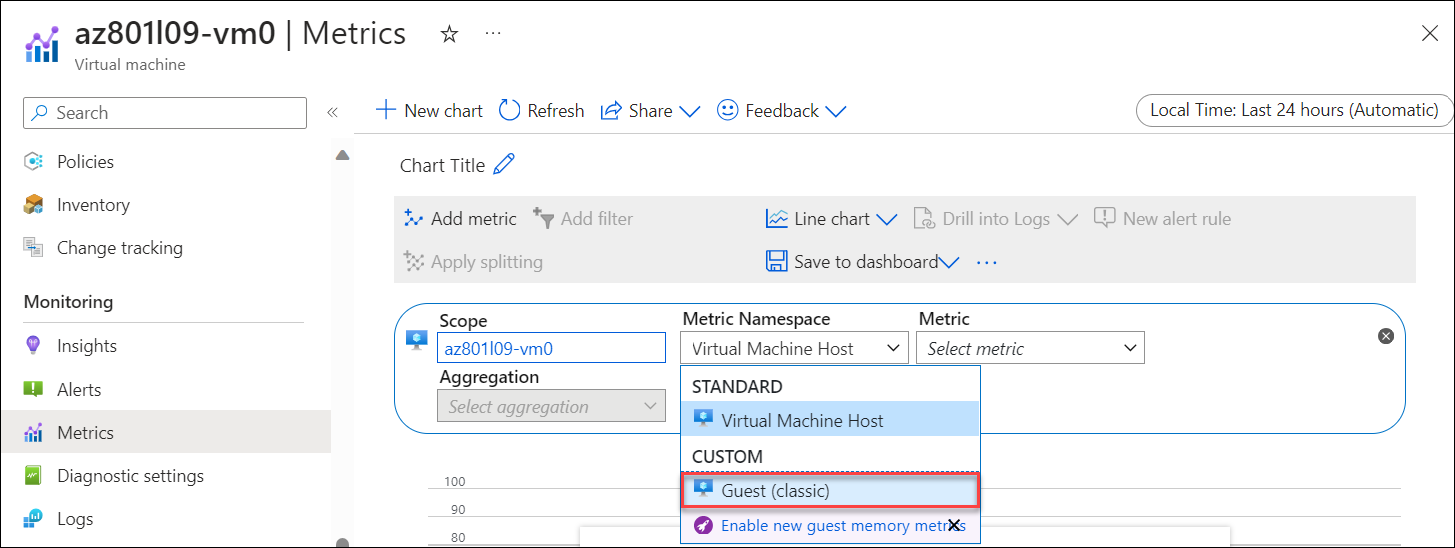 az801l09-vm0 | Metrics ☆ ...
Virtual machine
Search
«
New chart Refresh Share Feedback
Local Time: Last 24 hours (Automatic)
Policies
Inventory
Change tracking
Monitoring
Insights
Alerts
Metrics
Diagnostic settings
Logs
Chart Title
Add metric Add filter Line chart Drill into Logs New alert rule
Apply splitting Save to dashboard ...
Scope Metric Namespace Metric
az801l09-vm0 Virtual Machine Host Select metric
Aggregation
Select aggregation
STANDARD
Virtual Machine Host
CUSTOM
Guest (classic)
Enable new guest memory metrics
100
90
80